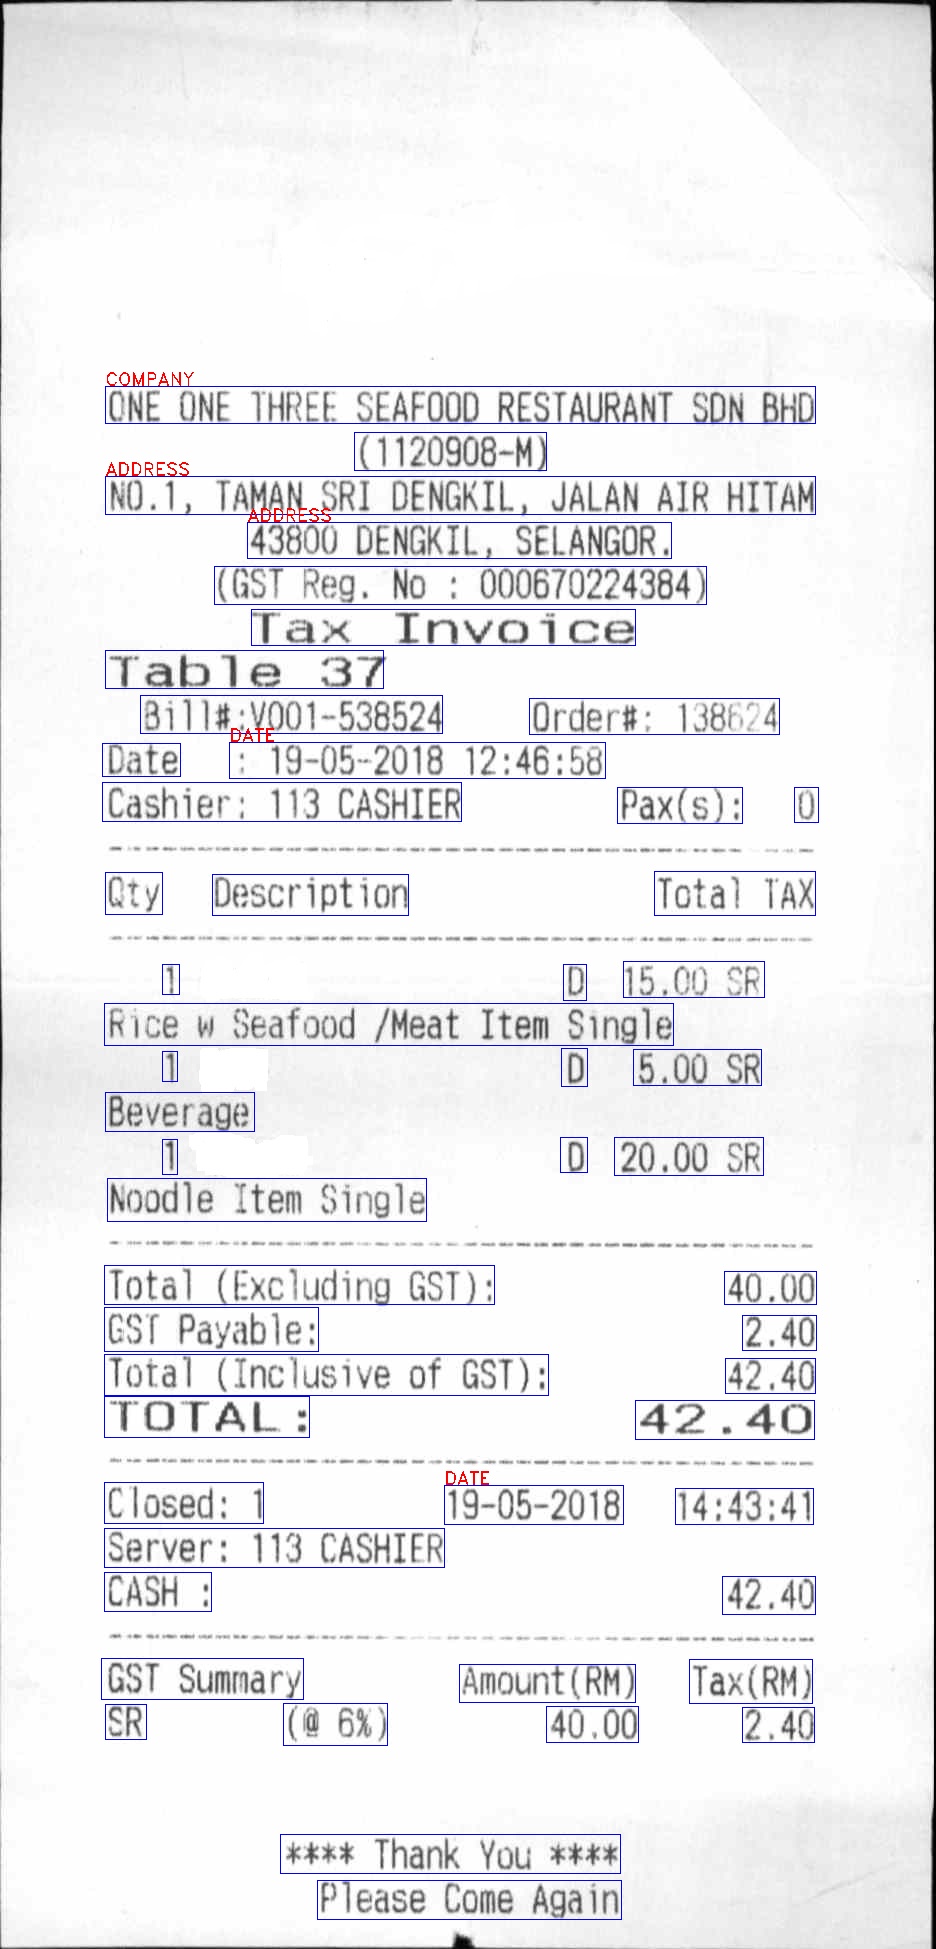 COMPANY
ONE ONE THREE SEAFOOD RESTAURANT SDN BHD
(1120908-M)
ADDRESS
NO.1, TAMAN SRI DENGKIL, JALAN AIR HITAM
ADDRESS
43800 DENGKIL, SELANGOR.
(GST Reg. No : 000670224384)
Tax Invoice
Table 37
Bill#:V001-538524 Order#: 138624
DATE
Date : 19-05-2018 12:46:58
Cashier: 113 CASHIER Pax(s): 0
Qty Description Total TAX
1 D 15.00 SR
Rice w Seafood /Meat Item Single
1 D 5.00 SR
Beverage
1 D 20.00 SR
Noodle Item Single
Total (Excluding GST): 40.00
GST Payable: 2.40
Total (Inclusive of GST): 42.40
TOTAL: 42.40
DATE
Closed: 1 19-05-2018 14:43:41
Server: 113 CASHIER
CASH : 42.40
GST Summary Amount(RM) Tax(RM)
SR (@ 6%) 40.00 2.40
**** Thank You ****
Please Come Again